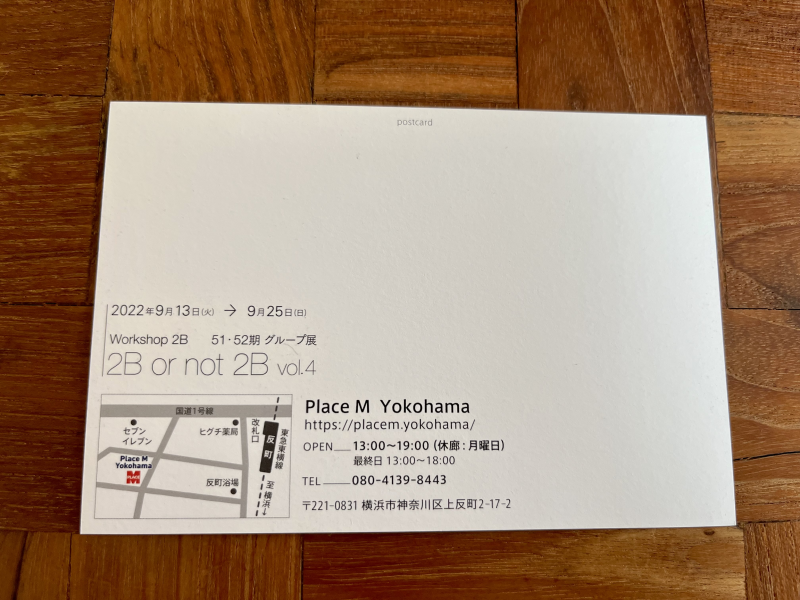 postcard
2022年9月13日(火) → 9月25日(日)
Workshop 2B 51·52期 グループ展
2B or not 2B vol.4
国道1号線
セブン
イレブン
ヒグチ薬局
改札口
反町
東急東横線
Place M
Yokohama
M
反町浴場
至横浜↓
Place M Yokohama
https://placem.yokohama/
OPEN 13:00〜19:00 (休廊:月曜日)
最終日 13:00〜18:00
TEL 080-4139-8443
〒221-0831 横浜市神奈川区上反町2-17-2